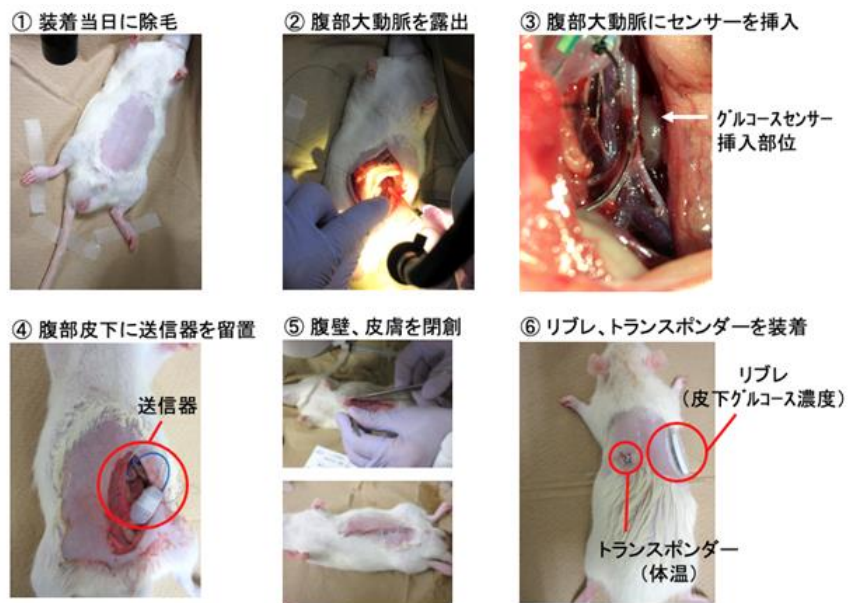 ① 装着当日に除毛
② 腹部大動脈を露出
③ 腹部大動脈にセンサーを挿入
グルコースセンサー
挿入部位
④ 腹部皮下に送信器を留置
送信器
⑤ 腹壁、皮膚を閉創
⑥ リブレ、トランスポンダーを装着
リブレ
(皮下グルコース濃度)
トランスポンダー
(体温)